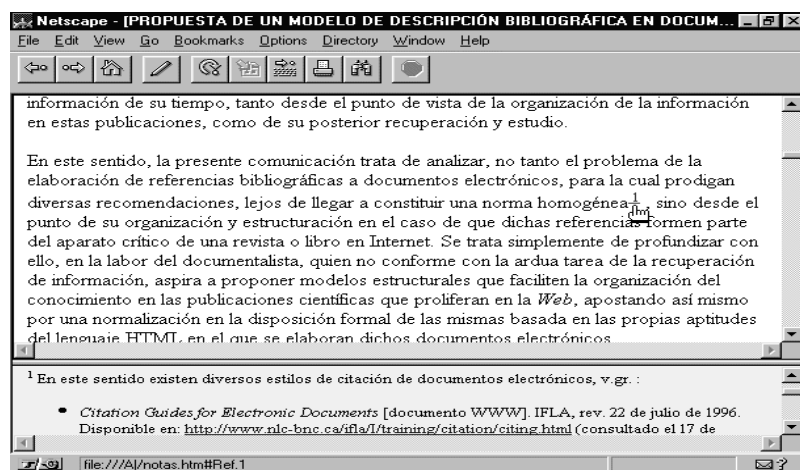 Netscape - [PROPUESTA DE UN MODELO DE DESCRIPCIÓN BIBLIOGRÁFICA EN DOCUM...
File Edit View Go Bookmarks Options Directory Window Help
información de su tiempo, tanto desde el punto de vista de la organización de la información
en estas publicaciones, como de su posterior recuperación y estudio.
En este sentido, la presente comunicación trata de analizar, no tanto el problema de la
elaboración de referencias bibliográficas a documentos electrónicos, para la cual prodigan
diversas recomendaciones, lejos de llegar a constituir una norma homogénea 1, sino desde el
punto de su organización y estructuración en el caso de que dichas referencias formen parte
del aparato crítico de una revista o libro en Internet. Se trata simplemente de profundizar con
ello, en la labor del documentalista, quien no conforme con la ardua tarea de la recuperación
de información, aspira a proponer modelos estructurales que faciliten la organización del
conocimiento en las publicaciones científicas que proliferan en la Web, apostando así mismo
por una normalización en la disposición formal de las mismas basada en las propias aptitudes
del lenguaje HTML en el que se elaboran dichos documentos electrónicos
1 En este sentido existen diversos estilos de citación de documentos electrónicos, v.gr. :
• Citation Guides for Electronic Documents [documento WWW]. IFLA, rev. 22 de julio de 1996.
Disponible en: http://www.nlc-bnc.ca/ifla/I/training/citation/citing.html (consultado el 17 de
file:///A|/notas.htm#Ref.1